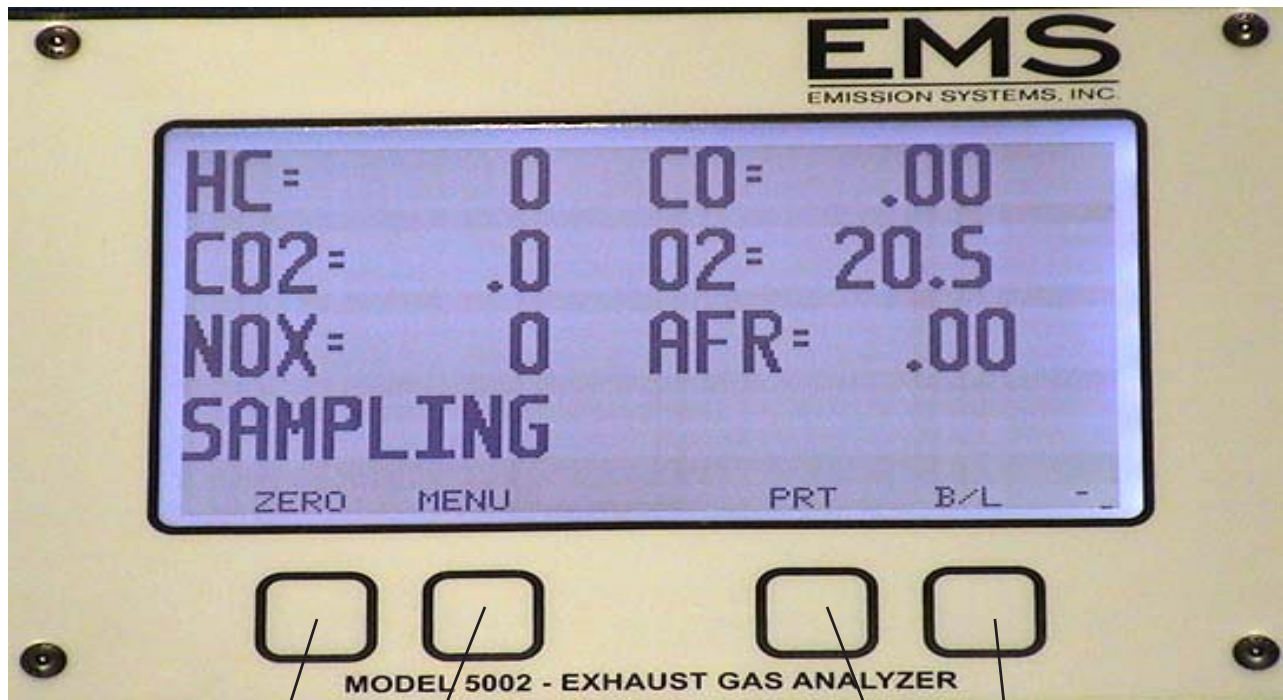 EMS
EMISSION SYSTEMS, INC.
HC= 0 CO= .00
CO2= .0 O2= 20.5
NOX= 0 AFR= .00
SAMPLING
ZERO MENU PRT B/L
MODEL 5002 - EXHAUST GAS ANALYZER